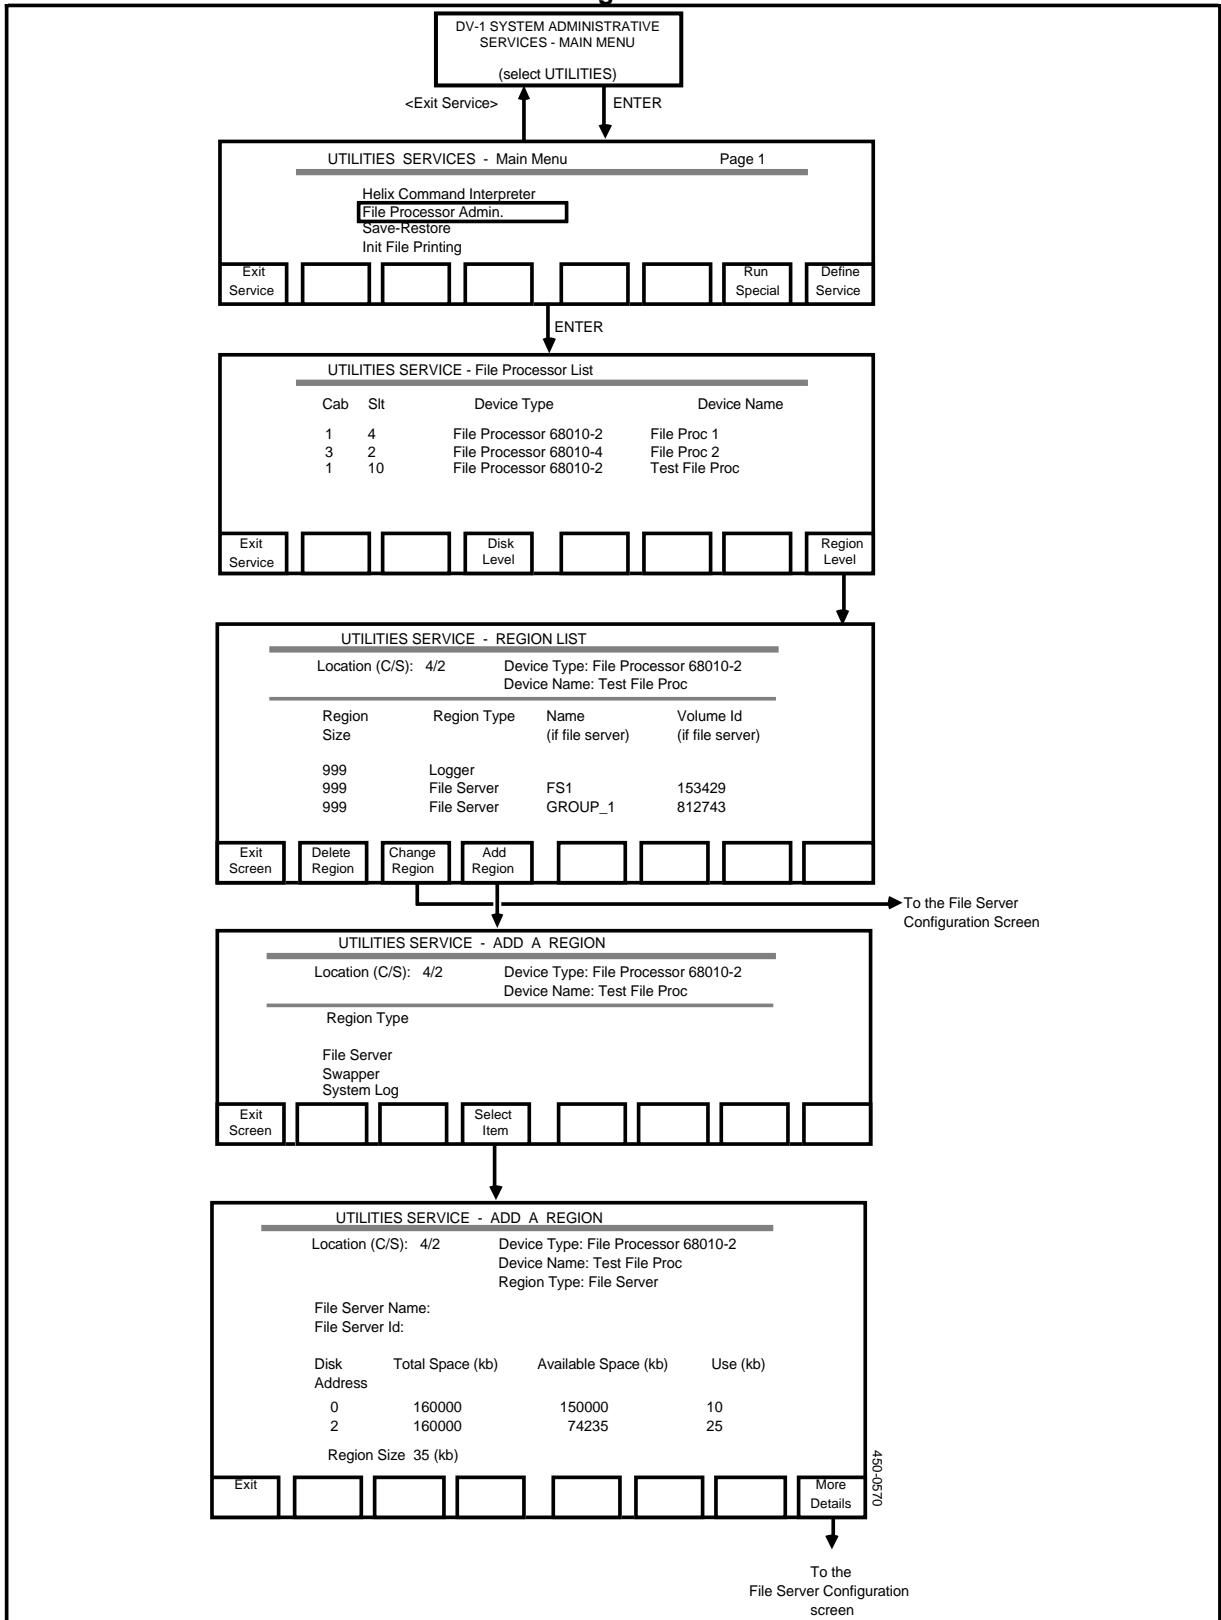 DV-1 SYSTEM ADMINISTRATIVE
SERVICES - MAIN MENU
(select UTILITIES)
<Exit Service>
ENTER
UTILITIES SERVICES - Main Menu Page 1
Helix Command Interpreter
File Processor Admin.
Save-Restore
Init File Printing
Exit Service
Run Special
Define Service
ENTER
UTILITIES SERVICE - File Processor List
Cab Slt Device Type Device Name
1 4 File Processor 68010-2 File Proc 1
3 2 File Processor 68010-4 File Proc 2
1 10 File Processor 68010-2 Test File Proc
Exit Service
Disk Level
Region Level
UTILITIES SERVICE - REGION LIST
Location (C/S): 4/2 Device Type: File Processor 68010-2
Device Name: Test File Proc
Region Region Type Name Volume Id
Size (if file server) (if file server)
999 Logger
999 File Server FS1 153429
999 File Server GROUP_1 812743
Exit Screen
Delete Region
Change Region
Add Region
To the File Server
Configuration Screen
UTILITIES SERVICE - ADD A REGION
Location (C/S): 4/2 Device Type: File Processor 68010-2
Device Name: Test File Proc
Region Type
File Server
Swapper
System Log
Exit Screen
Select Item
UTILITIES SERVICE - ADD A REGION
Location (C/S): 4/2 Device Type: File Processor 68010-2
Device Name: Test File Proc
Region Type: File Server
File Server Name:
File Server Id:
Disk Total Space (kb) Available Space (kb) Use (kb)
Address
0 160000 150000 10
2 160000 74235 25
Region Size 35 (kb)
Exit
More Details
450-0570
To the
File Server Configuration
screen